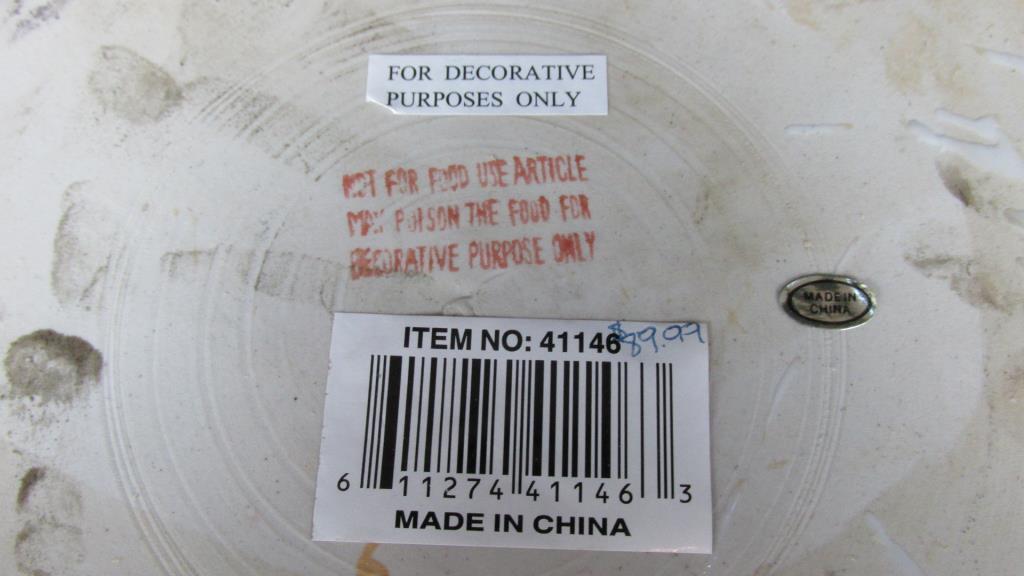 FOR DECORATIVE
PURPOSES ONLY
NOT FOR FOOD USE ARTICLE
MAY POISON THE FOOD FOR
DECORATIVE PURPOSE ONLY
MADE IN
CHINA
ITEM NO: 41146
$89.99
6 11274 41146 3
MADE IN CHINA